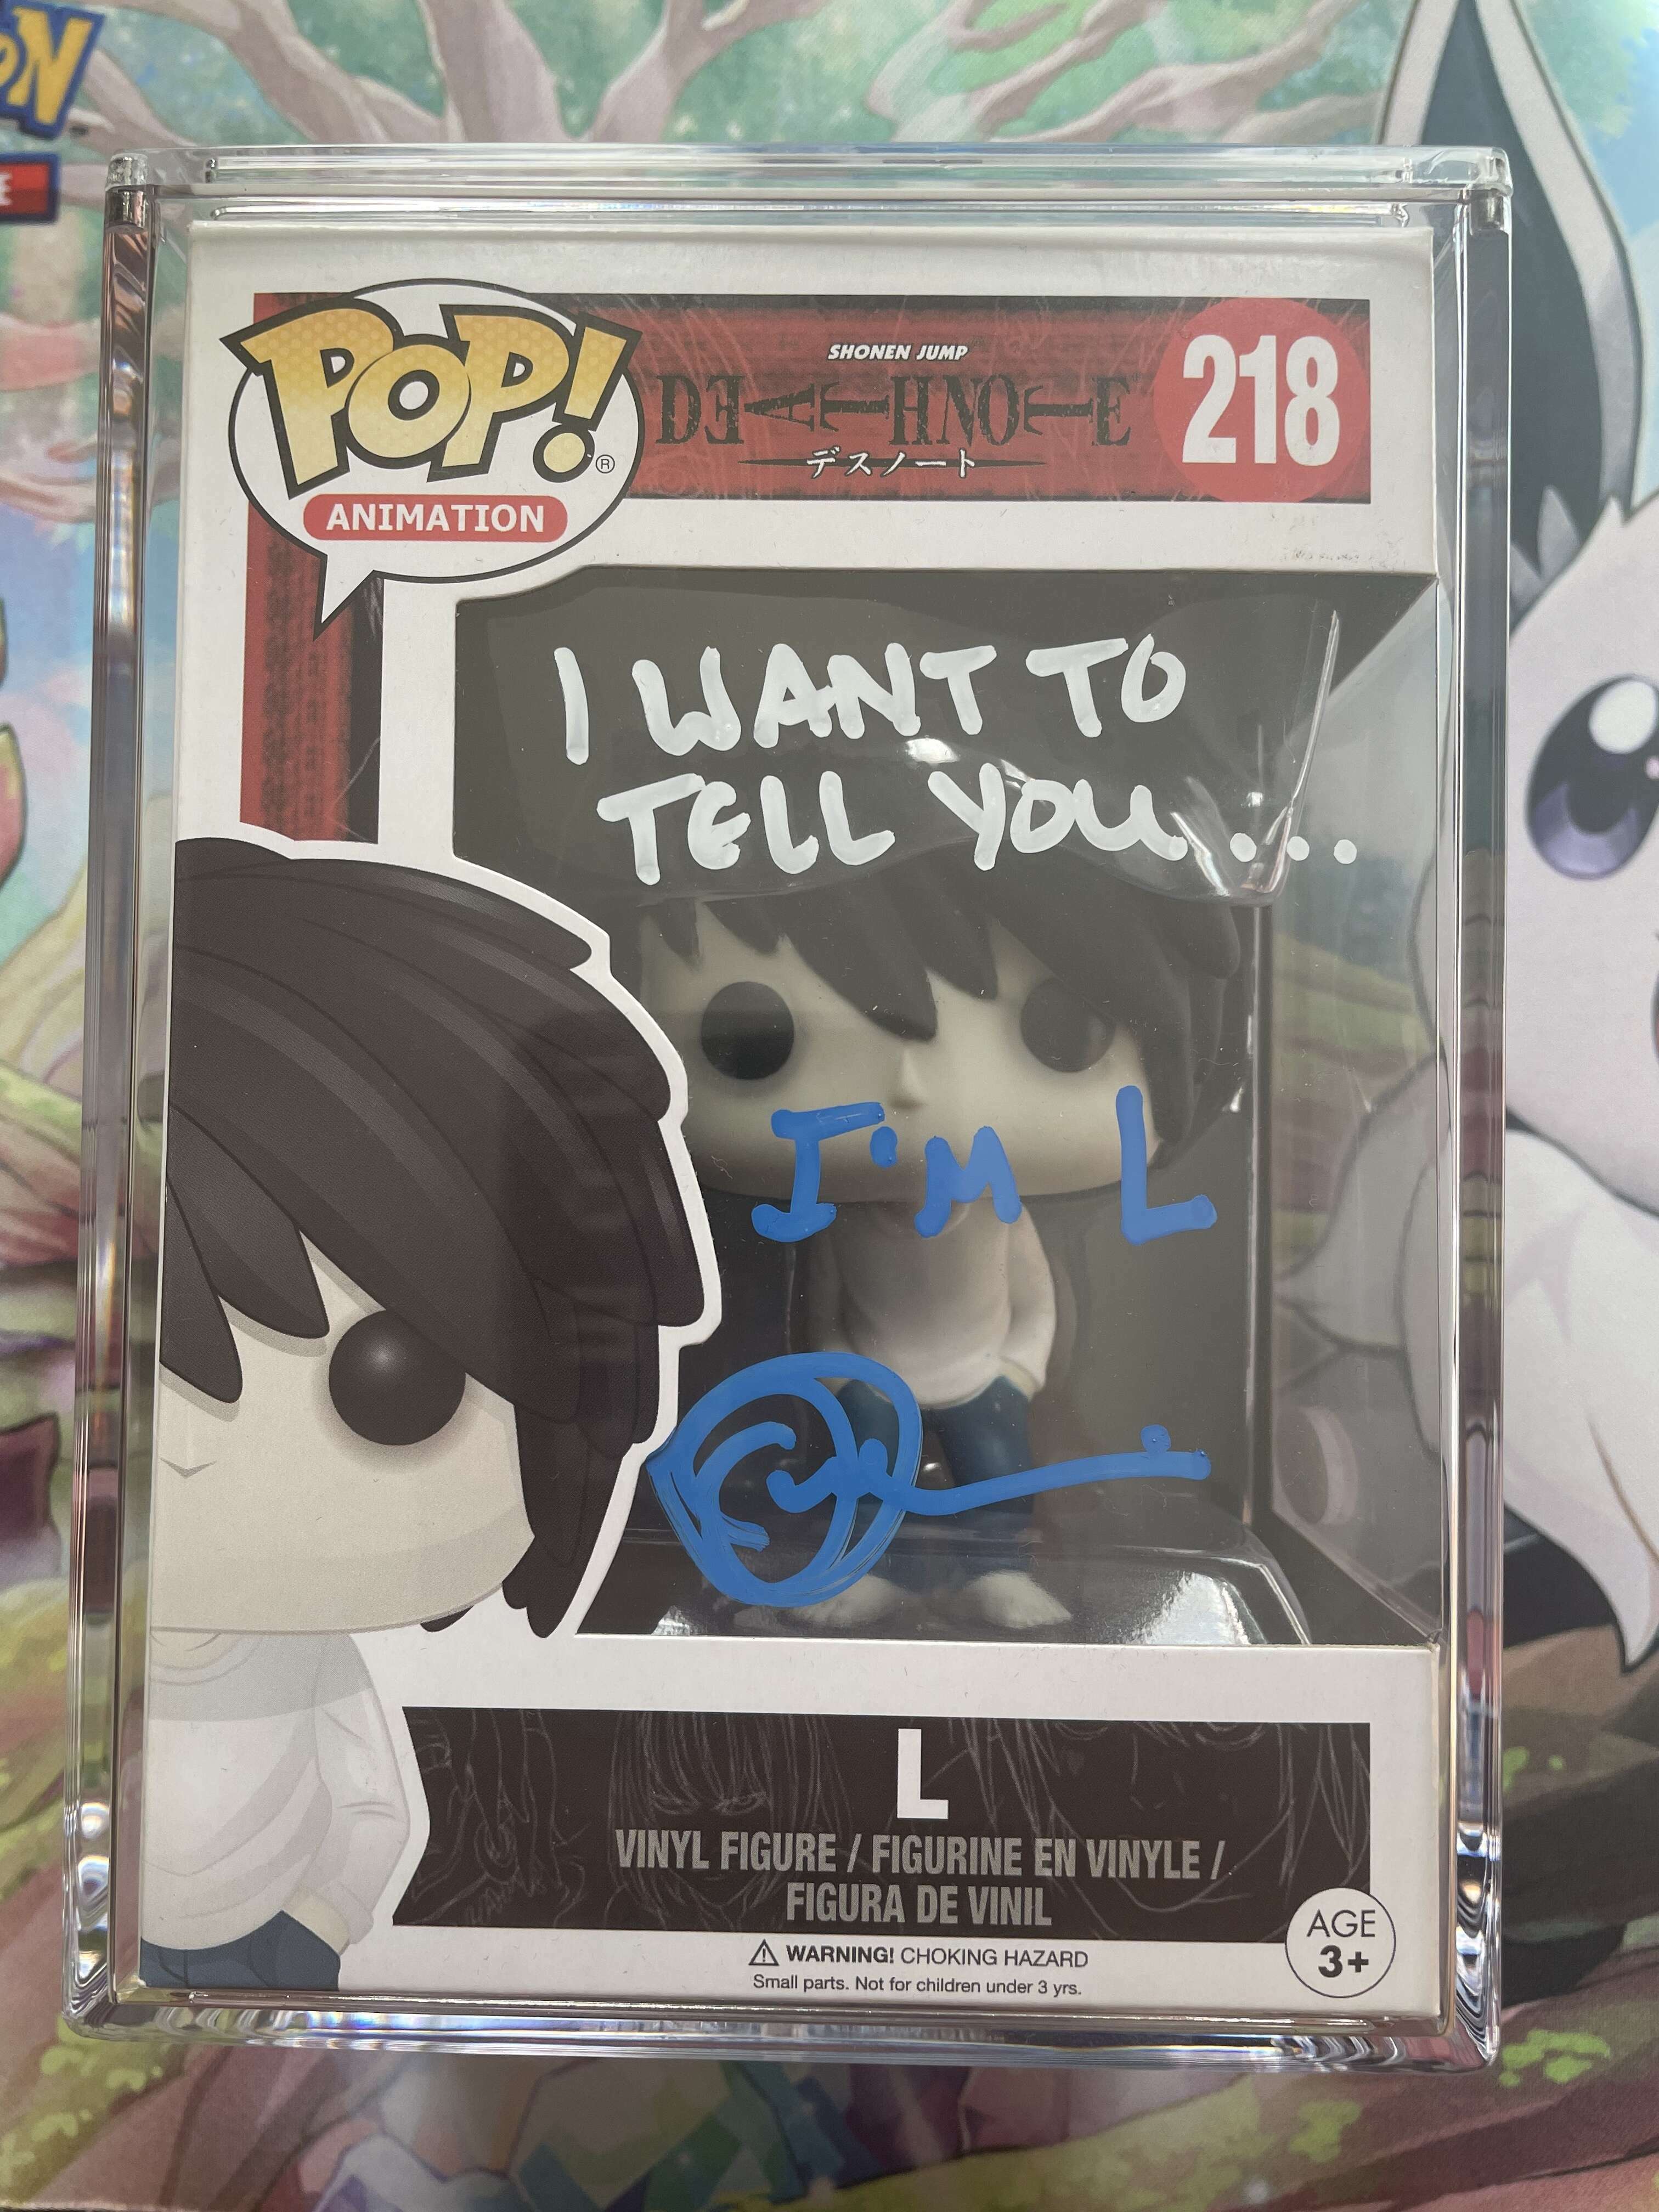 ON
E
POP!®
ANIMATION
SHONEN JUMP
DEATH NOTE
デスノート
218
I WANT TO
TELL YOU...
I'M L
L
VINYL FIGURE / FIGURINE EN VINYLE /
FIGURA DE VINIL
⚠ WARNING! CHOKING HAZARD
Small parts. Not for children under 3 yrs.
AGE
3+